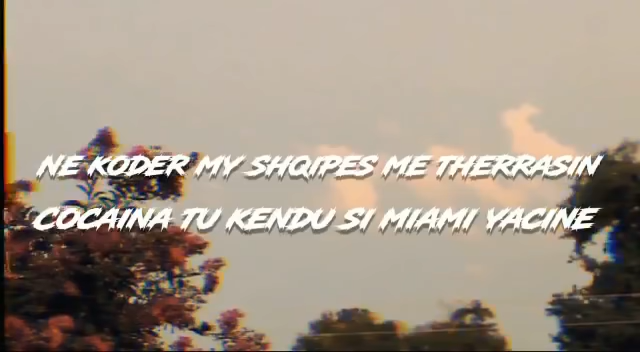 NE KODER MY SHQIPES ME THERRASIN
COCAINA TU KENDU SI MIAMI YACINE